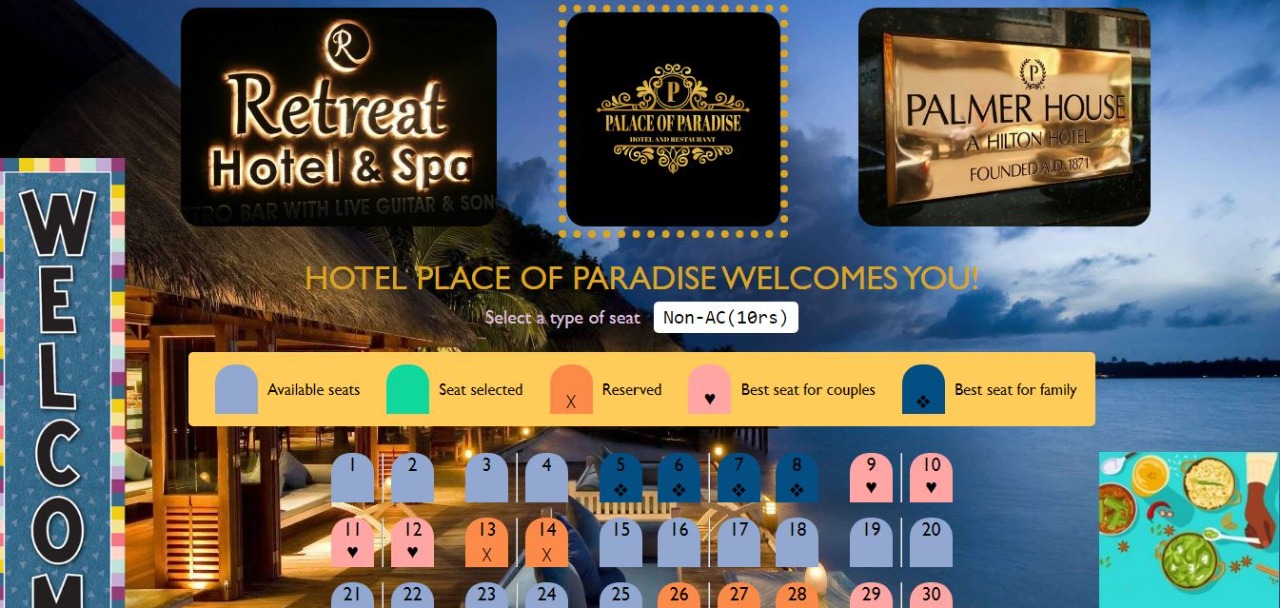 R
Retreat
Hotel & Spa
TRO BAR WITH LIVE GUITAR & SON
P
PALACE OF PARADISE
HOTEL AND RESTAURANT
P
PALMER HOUSE
A HILTON HOTEL
FOUNDED A.D. 1871
WELCOM
HOTEL PLACE OF PARADISE WELCOMES YOU!
Select a type of seat Non-AC(10rs)
Available seats Seat selected X Reserved ♥ Best seat for couples ❖ Best seat for family
1 2 3 4 5 6 7 8 9 10
❖ ❖ ❖ ❖ ♥ ♥
11 12 13 14 15 16 17 18 19 20
♥ ♥ X X
21 22 23 24 25 26 27 28 29 30